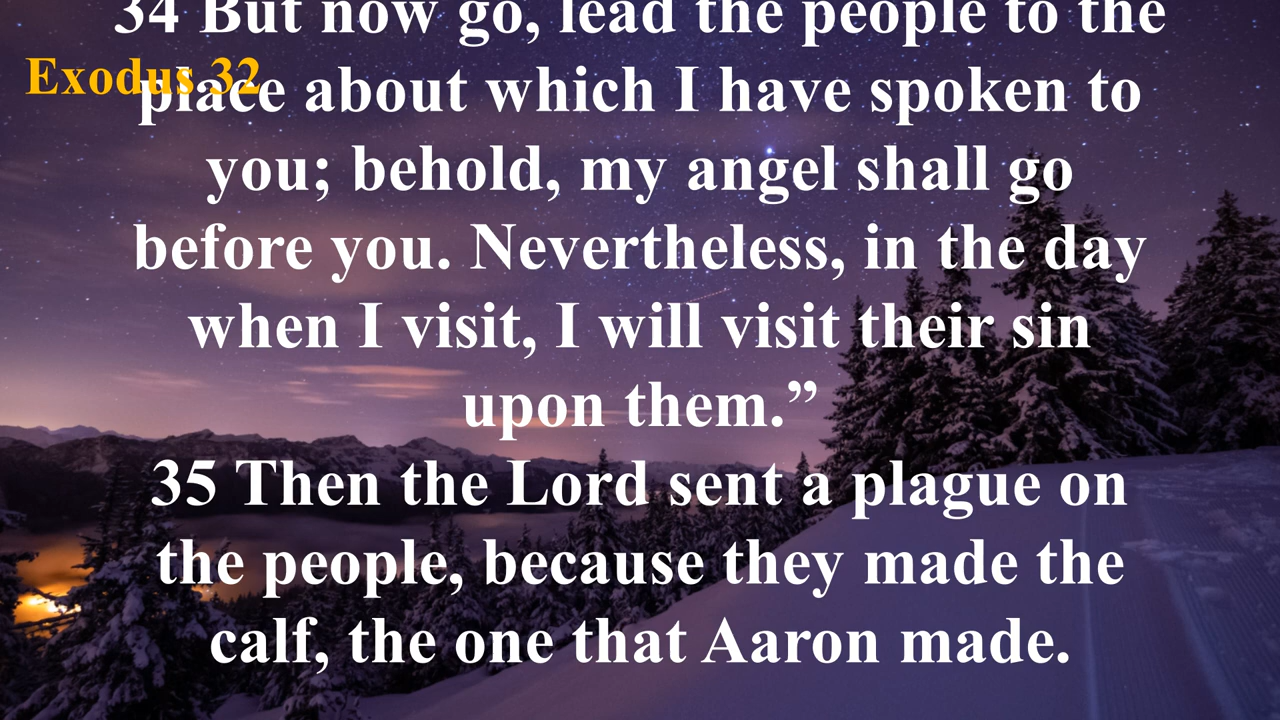 34 But now go, lead the people to the
Exodus 32
place about which I have spoken to
you; behold, my angel shall go
before you. Nevertheless, in the day
when I visit, I will visit their sin
upon them.”
35 Then the Lord sent a plague on
the people, because they made the
calf, the one that Aaron made.